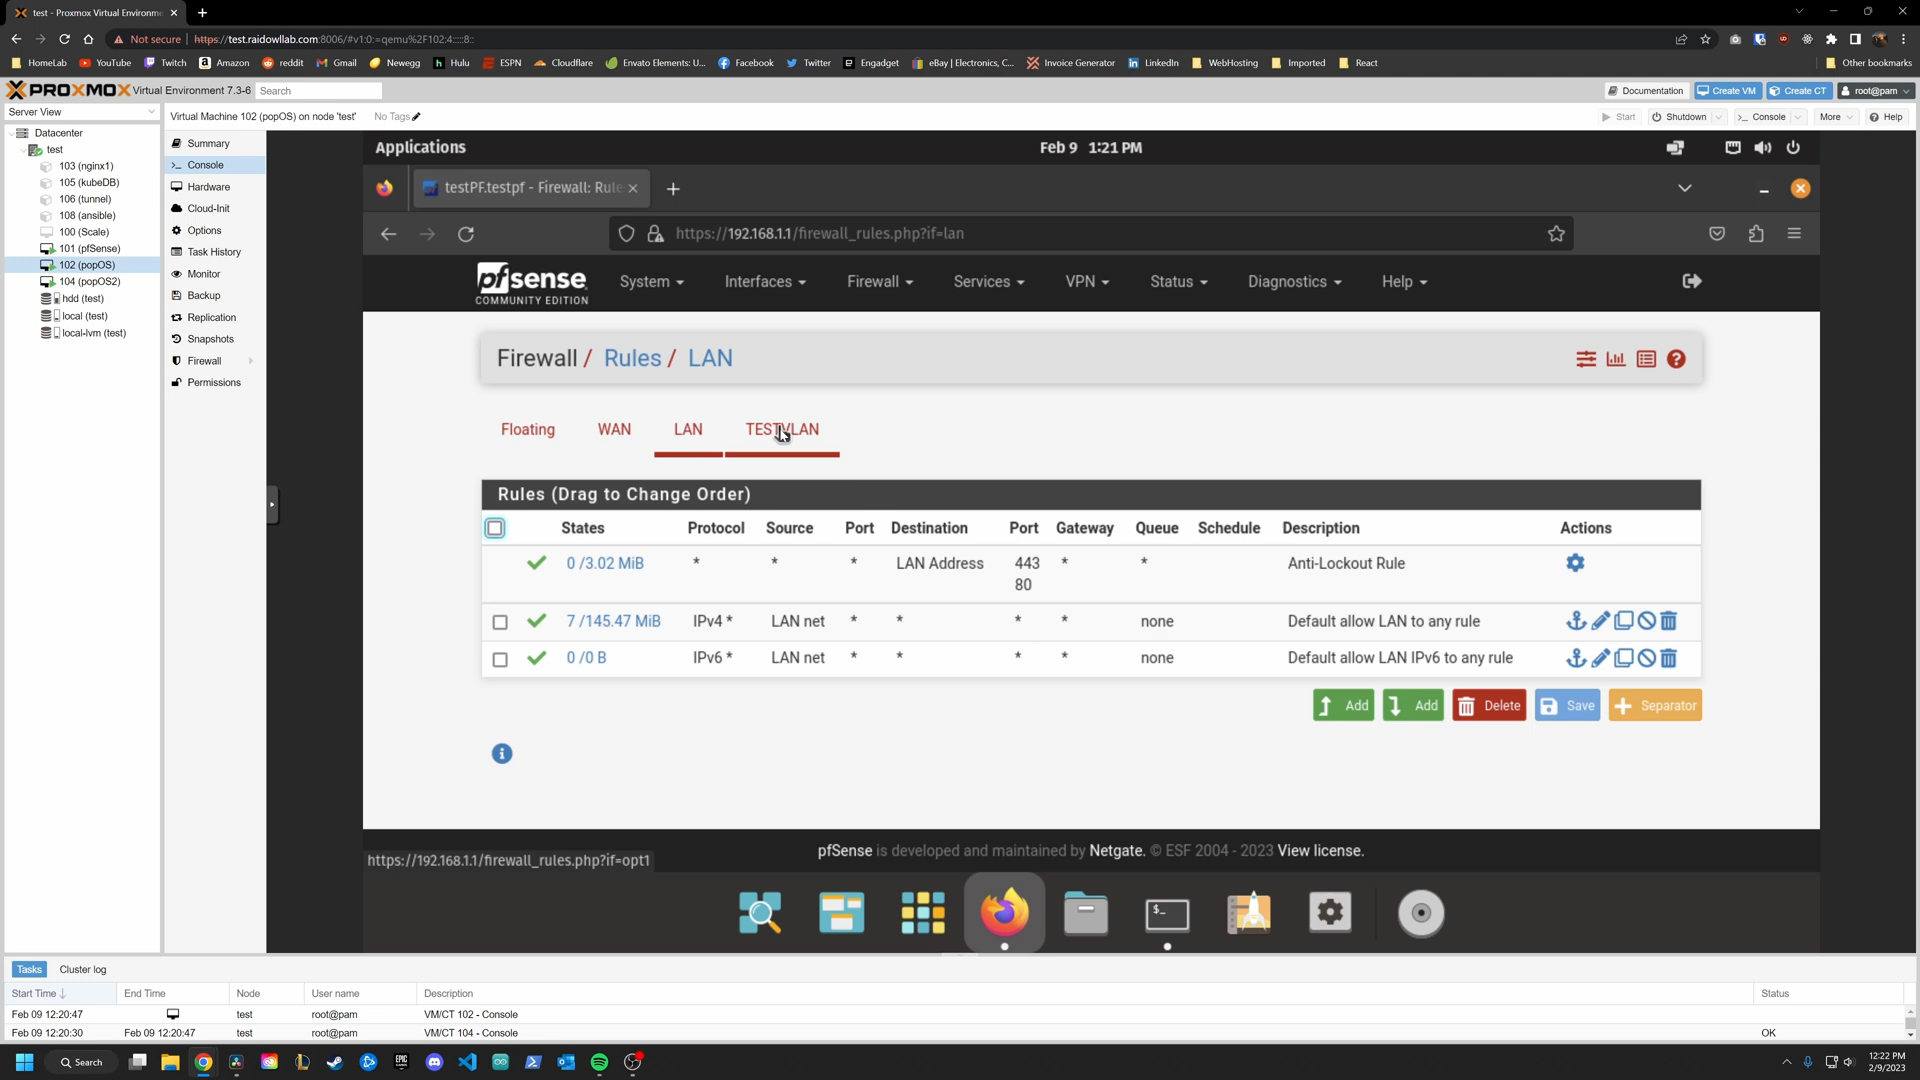 test - Proxmox Virtual Environme
Not secure https://test.raidowllab.com:8006/#v1:0:=qemu%2F102:4:::::8::
HomeLab YouTube Twitch Amazon reddit Gmail Newegg Hulu ESPN Cloudflare Envato Elements: U... Facebook Twitter Engadget eBay | Electronics, C... Invoice Generator LinkedIn WebHosting Imported React Other bookmarks
PROXMOX Virtual Environment 7.3-6 Search Documentation Create VM Create CT root@pam
Server View
Virtual Machine 102 (popOS) on node 'test' No Tags Start Shutdown Console More Help
Datacenter
test
103 (nginx1)
105 (kubeDB)
106 (tunnel)
108 (ansible)
100 (Scale)
101 (pfSense)
102 (popOS)
104 (popOS2)
hdd (test)
local (test)
local-lvm (test)
Summary
Console
Hardware
Cloud-Init
Options
Task History
Monitor
Backup
Replication
Snapshots
Firewall
Permissions
Applications Feb 9 1:21 PM
testPF.testpf - Firewall: Rule
https://192.168.1.1/firewall_rules.php?if=lan
pfsense
COMMUNITY EDITION
System Interfaces Firewall Services VPN Status Diagnostics Help
Firewall / Rules / LAN
Floating WAN LAN TESTVLAN
Rules (Drag to Change Order)
States Protocol Source Port Destination Port Gateway Queue Schedule Description Actions
0 /3.02 MiB * * * LAN Address 443 * * Anti-Lockout Rule
80
7 /145.47 MiB IPv4 * LAN net * * * * none Default allow LAN to any rule
0 /0 B IPv6 * LAN net * * * * none Default allow LAN IPv6 to any rule
Add Add Delete Save Separator
pfSense is developed and maintained by Netgate. © ESF 2004 - 2023 View license.
https://192.168.1.1/firewall_rules.php?if=opt1
Tasks Cluster log
Start Time End Time Node User name Description Status
Feb 09 12:20:47 test root@pam VM/CT 102 - Console
Feb 09 12:20:30 Feb 09 12:20:47 test root@pam VM/CT 104 - Console OK
Search
EPIC
12:22 PM
2/9/2023